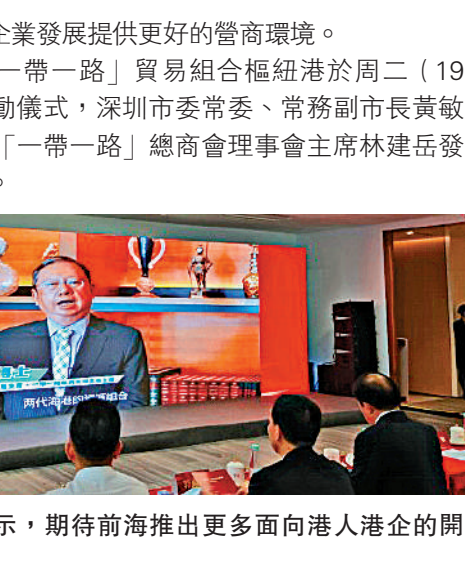 企業發展提供更好的營商環境。
一帶一路」貿易組合樞紐港於周二（19
動儀式，深圳市委常委、常務副市長黃敏
「一帶一路」總商會理事會主席林建岳發
。
海上
两代海港的
组合
示，期待前海推出更多面向港人港企的開